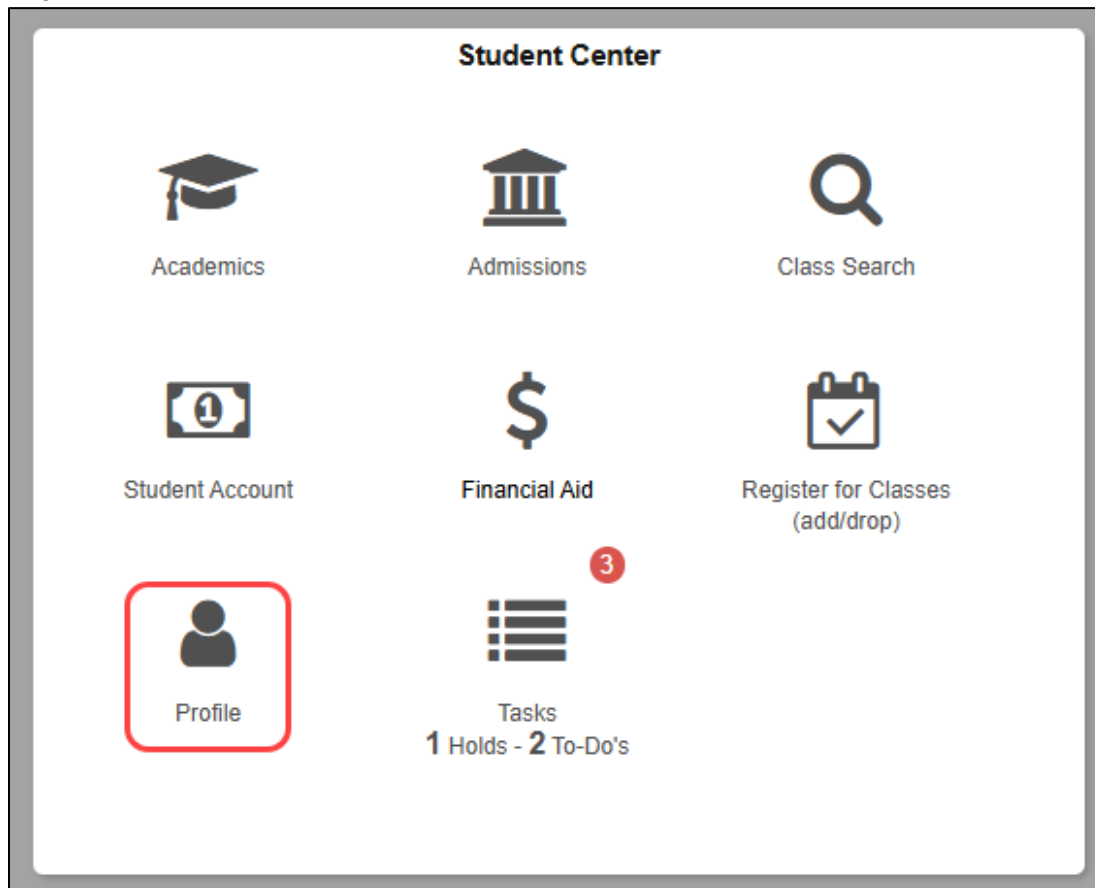 Student Center
Academics
Admissions
Class Search
1
Student Account
Financial Aid
Register for Classes
(add/drop)
3
Profile
Tasks
1 Holds - 2 To-Do's